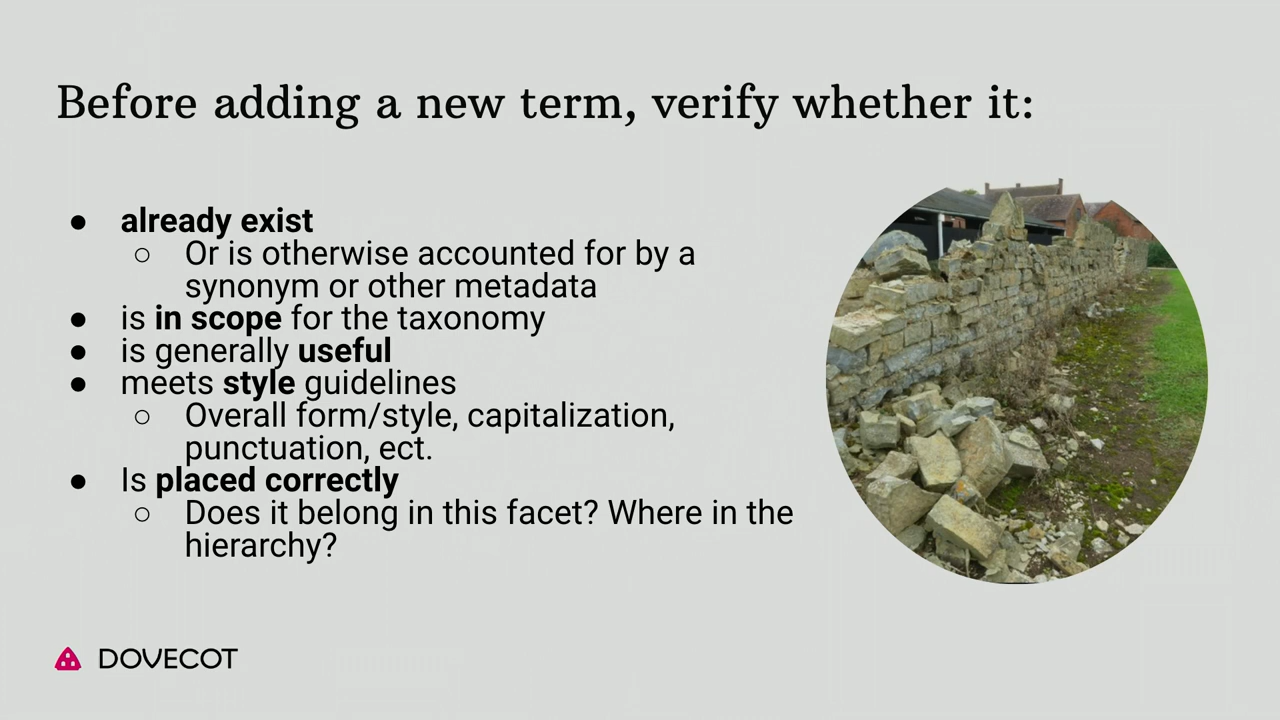 Before adding a new term, verify whether it:
● already exist
○ Or is otherwise accounted for by a
synonym or other metadata
● is in scope for the taxonomy
● is generally useful
● meets style guidelines
○ Overall form/style, capitalization,
punctuation, ect.
● Is placed correctly
○ Does it belong in this facet? Where in the
hierarchy?
DOVECOT